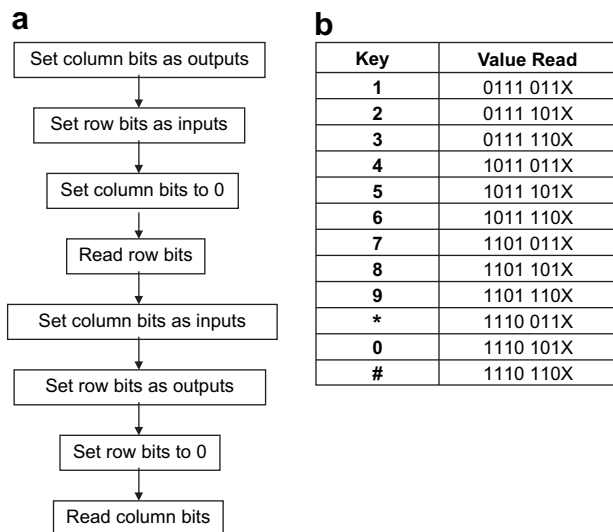 a
Set column bits as outputs
Set row bits as inputs
Set column bits to 0
Read row bits
Set column bits as inputs
Set row bits as outputs
Set row bits to 0
Read column bits
b
Key Value Read
1 0111 011X
2 0111 101X
3 0111 110X
4 1011 011X
5 1011 101X
6 1011 110X
7 1101 011X
8 1101 101X
9 1101 110X
* 1110 011X
0 1110 101X
# 1110 110X